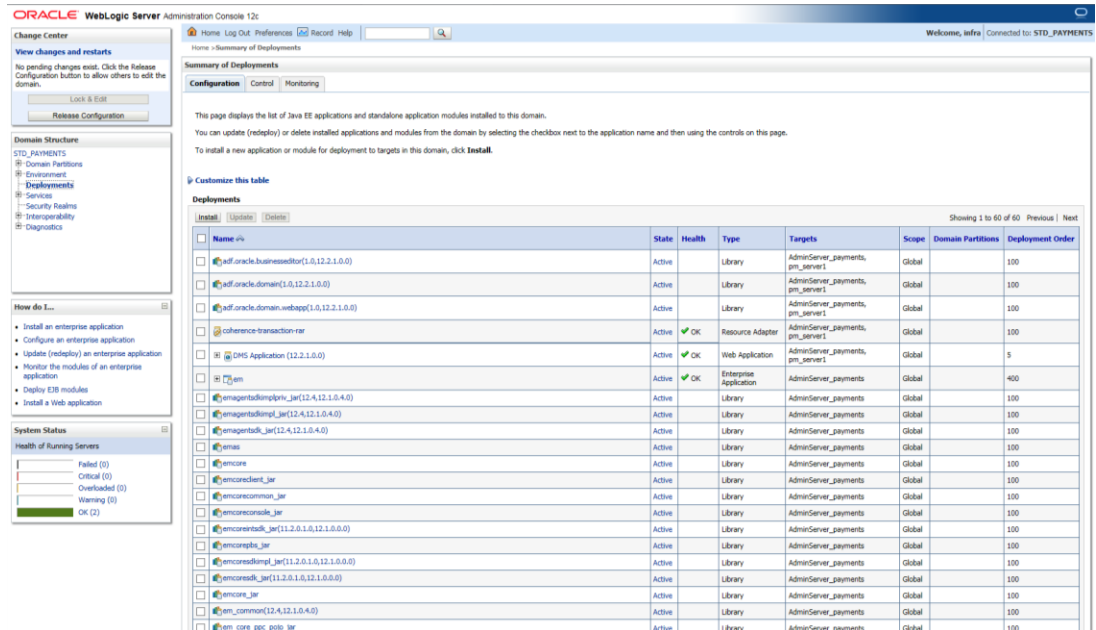 ORACLE WebLogic Server Administration Console 12c
Change Center
View changes and restarts
No pending changes exist. Click the Release
Configuration button to allow others to edit the
domain.
Lock & Edit
Release Configuration
Domain Structure
STD_PAYMENTS
Domain Partitions
Environment
Deployments
Services
Security Realms
Interoperability
Diagnostics
How do I...
Install an enterprise application
Configure an enterprise application
Update (redeploy) an enterprise application
Monitor the modules of an enterprise
application
Deploy EJB modules
Install a Web application
System Status
Health of Running Servers
Failed (0)
Critical (0)
Overloaded (0)
Warning (0)
OK (2)
Home Log Out Preferences Record Help
Welcome, infra Connected to: STD_PAYMENTS
Home >Summary of Deployments
Summary of Deployments
Configuration Control Monitoring
This page displays the list of Java EE applications and standalone application modules installed to this domain.
You can update (redeploy) or delete installed applications and modules from the domain by selecting the checkbox next to the application name and then using the controls on this page.
To install a new application or module for deployment to targets in this domain, click Install.
Customize this table
Deployments
Install Update Delete Showing 1 to 60 of 60 Previous | Next
Name State Health Type Targets Scope Domain Partitions Deployment Order
adf.oracle.businesseditor(1.0,12.2.1.0.0) Active Library AdminServer_payments, pm_server1 Global 100
adf.oracle.domain(1.0,12.2.1.0.0) Active Library AdminServer_payments, pm_server1 Global 100
adf.oracle.domain.webapp(1.0,12.2.1.0.0) Active Library AdminServer_payments, pm_server1 Global 100
coherence-transaction-rar Active OK Resource Adapter AdminServer_payments, pm_server1 Global 100
DMS Application (12.2.1.0.0) Active OK Web Application AdminServer_payments, pm_server1 Global 5
em Active OK Enterprise Application AdminServer_payments Global 400
emagentsdkimplpriv_jar(12.4,12.1.0.4.0) Active Library AdminServer_payments Global 100
emagentsdkimpl_jar(12.4,12.1.0.4.0) Active Library AdminServer_payments Global 100
emagentsdk_jar(12.4,12.1.0.4.0) Active Library AdminServer_payments Global 100
emas Active Library AdminServer_payments Global 100
emcore Active Library AdminServer_payments Global 100
emcoreclient_jar Active Library AdminServer_payments Global 100
emcorecommon_jar Active Library AdminServer_payments Global 100
emcoreconsole_jar Active Library AdminServer_payments Global 100
emcoreintsdk_jar(11.2.0.1.0,12.1.0.0.0) Active Library AdminServer_payments Global 100
emcorepbs_jar Active Library AdminServer_payments Global 100
emcoresdkimpl_jar(11.2.0.1.0,12.1.0.0.0) Active Library AdminServer_payments Global 100
emcoresdk_jar(11.2.0.1.0,12.1.0.0.0) Active Library AdminServer_payments Global 100
emcore_jar Active Library AdminServer_payments Global 100
em_common(12.4,12.1.0.4.0) Active Library AdminServer_payments Global 100
em_core_ppc_pojo_jar Active Library AdminServer_payments Global 100